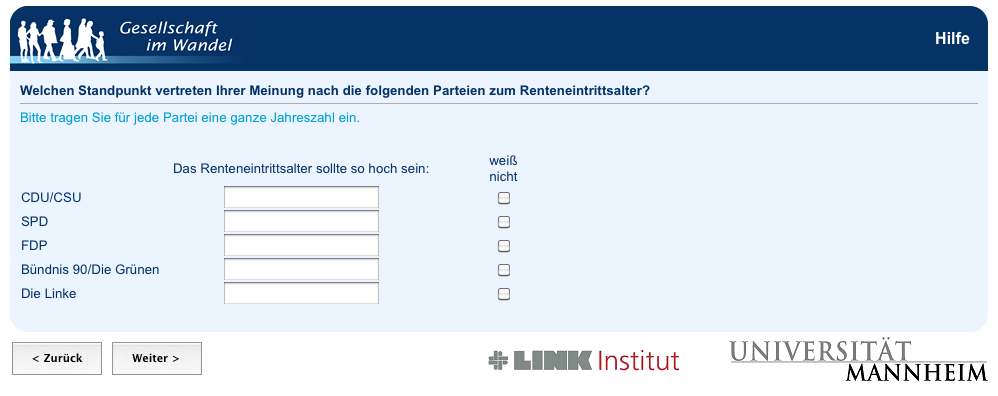 Gesellschaft
im Wandel
Hilfe
Welchen Standpunkt vertreten Ihrer Meinung nach die folgenden Parteien zum Renteneintrittsalter?
Bitte tragen Sie für jede Partei eine ganze Jahreszahl ein.
Das Renteneintrittsalter sollte so hoch sein:
weiß
nicht
CDU/CSU
SPD
FDP
Bündnis 90/Die Grünen
Die Linke
< Zurück
Weiter >
LINK Institut
UNIVERSITÄT
MANNHEIM